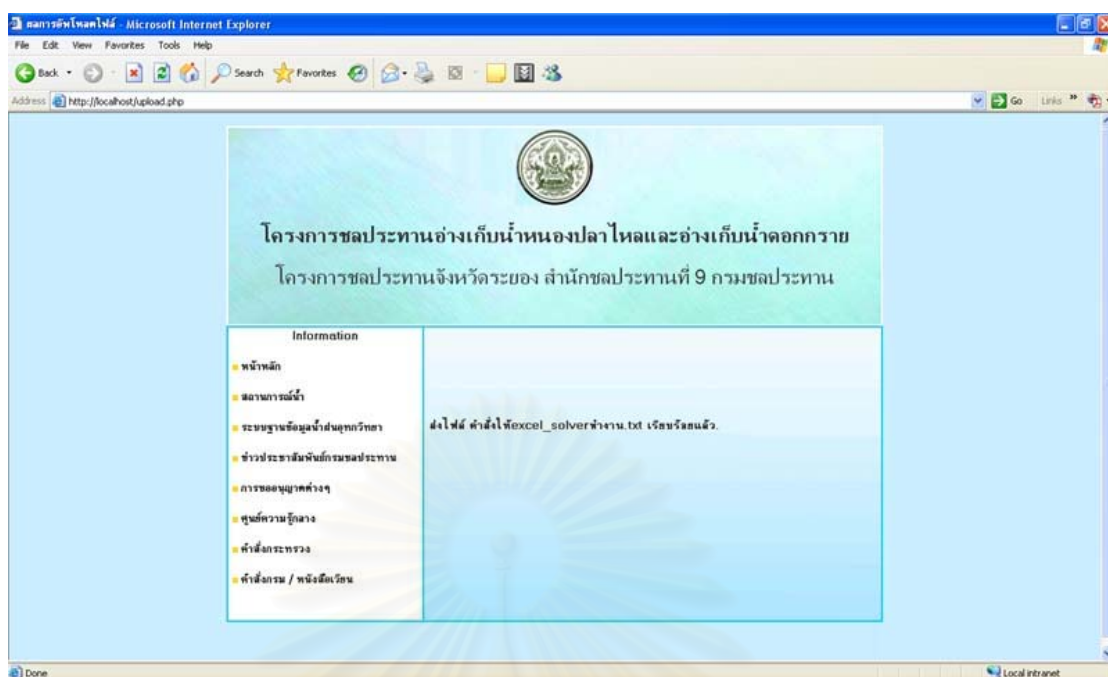 ผลการอัพโหลดไฟล์ - Microsoft Internet Explorer
File Edit View Favorites Tools Help
Back Search Favorites
Address http://localhost/upload.php Go Links »
โครงการชลประทานอ่างเก็บน้ำหนองปลาไหลและอ่างเก็บน้ำดอกกราย
โครงการชลประทานจังหวัดระยอง สำนักชลประทานที่ 9 กรมชลประทาน
Information
หน้าหลัก
สถานการณ์น้ำ
ระบบฐานข้อมูลน้ำฝนอุทกวิทยา
ส่งไฟล์ คำสั่งให้excel_solverทำงาน.txt เรียบร้อยแล้ว.
ข่าวประชาสัมพันธ์กรมชลประทาน
การขออนุญาตต่างๆ
ศูนย์ความรู้กลาง
คำสั่งกระทรวง
คำสั่งกรม / หนังสือเวียน
Done Local intranet